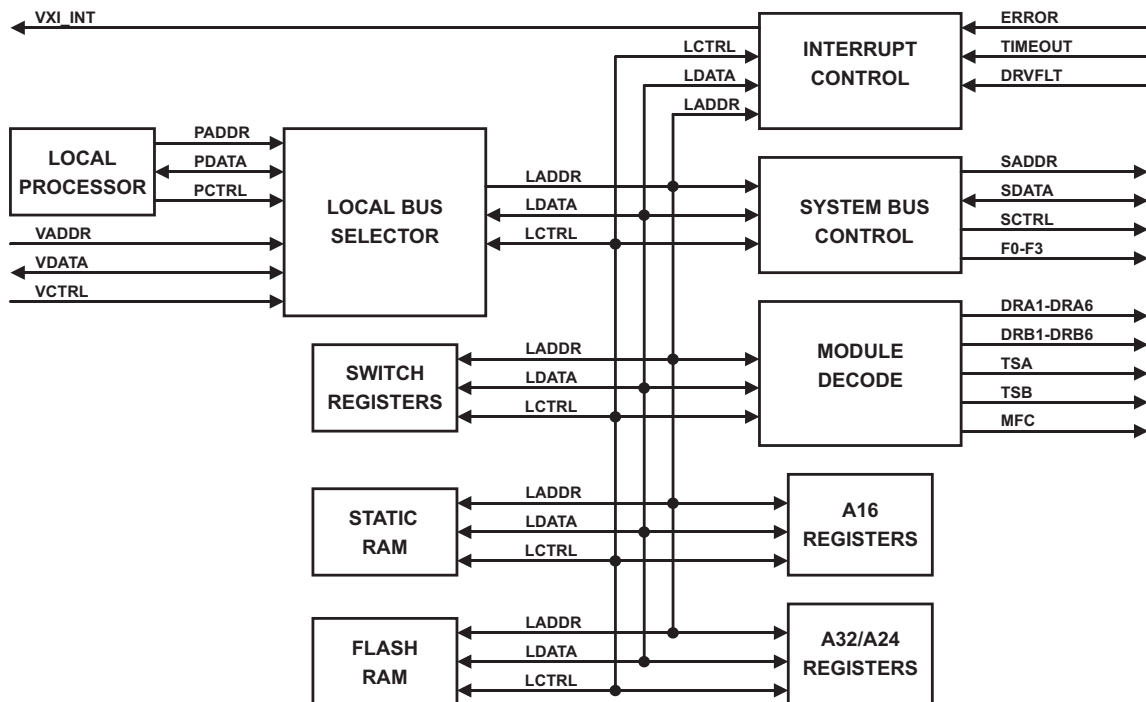 VXI_INT
LCTRL
LDATA
LADDR
INTERRUPT
CONTROL
ERROR
TIMEOUT
DRVFLT
LOCAL
PROCESSOR
PADDR
PDATA
PCTRL
VADDR
VDATA
VCTRL
LOCAL BUS
SELECTOR
LADDR
LDATA
LCTRL
SYSTEM BUS
CONTROL
SADDR
SDATA
SCTRL
F0-F3
SWITCH
REGISTERS
LADDR
LDATA
LCTRL
MODULE
DECODE
DRA1-DRA6
DRB1-DRB6
TSA
TSB
MFC
STATIC
RAM
LADDR
LDATA
LCTRL
A16
REGISTERS
FLASH
RAM
LADDR
LDATA
LCTRL
A32/A24
REGISTERS